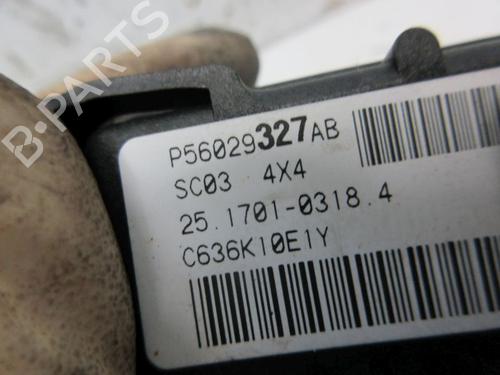 B-PARTS
P56029327AB
SC03 4X4
25.1701-0318.4
C636K10E1Y